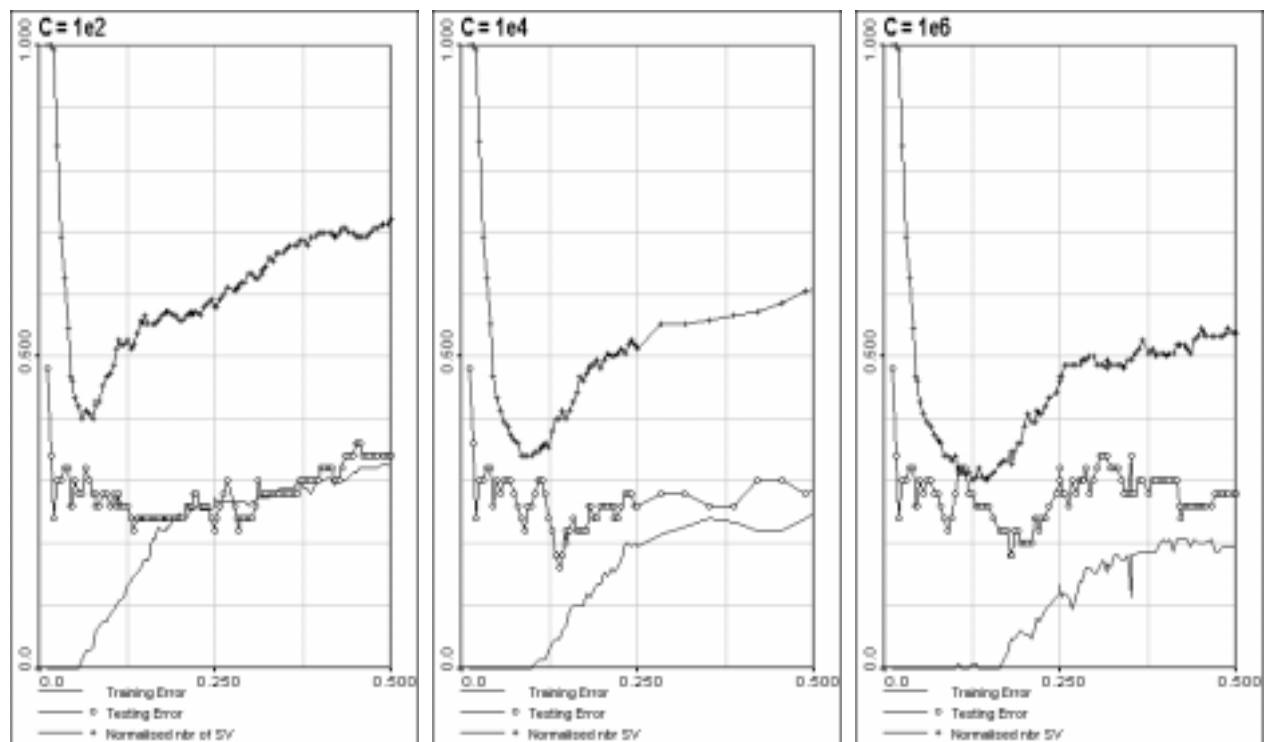 C = 1e2
1.000
0.500
0.0
0.0 0.250 0.500
Training Error
Testing Error
Normalised nbr of SV
C = 1e4
1.000
0.500
0.0
0.0 0.250 0.500
Training Error
Testing Error
Normalised nbr SV
C = 1e6
1.000
0.500
0.0
0.0 0.250 0.500
Training Error
Testing Error
Normalised nbr SV